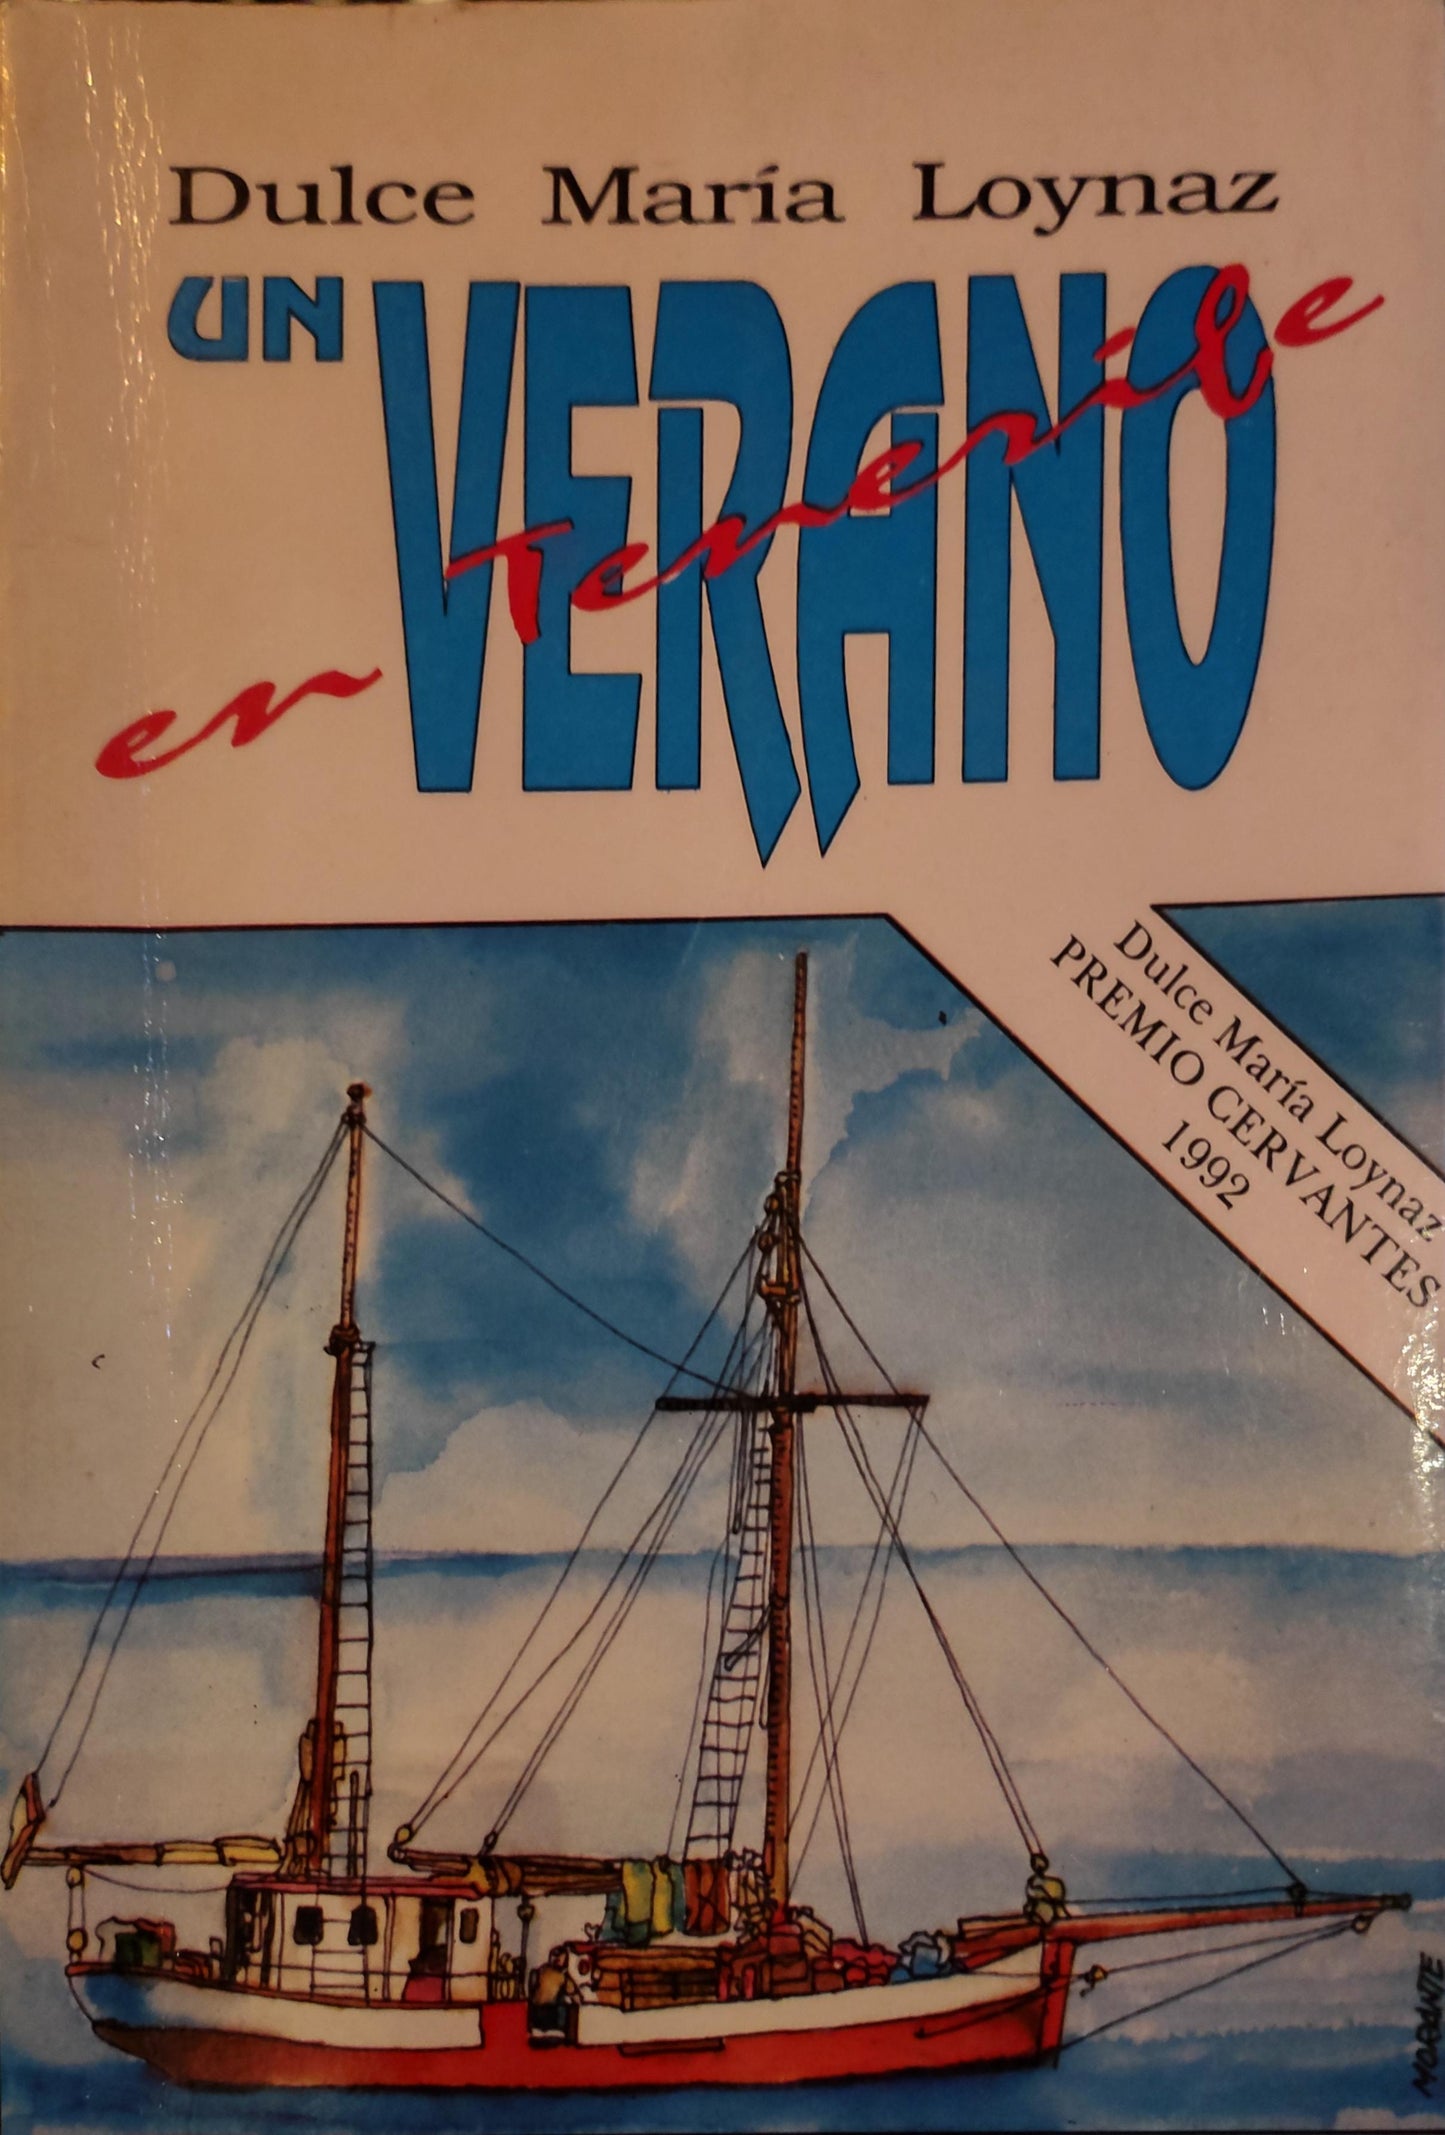 Dulce María Loynaz
UN VERANO
en Tenerife
Dulce María Loynaz
PREMIO CERVANTES
1992
MORANTE